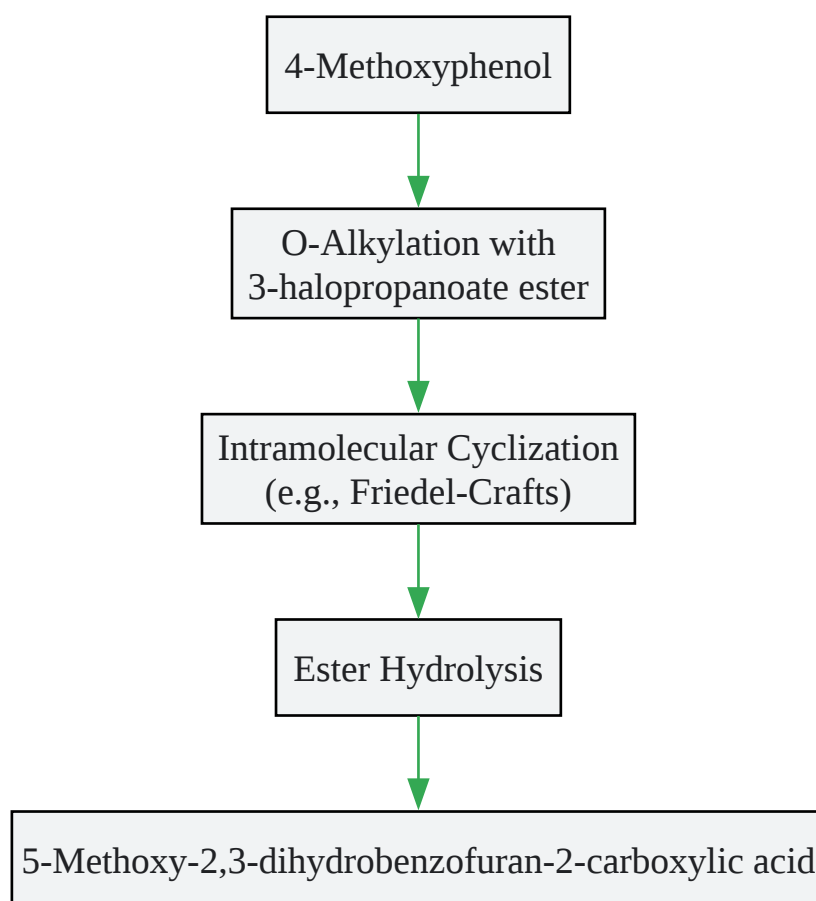 4-Methoxyphenol
O-Alkylation with
3-halopropanoate ester
Intramolecular Cyclization
(e.g., Friedel-Crafts)
Ester Hydrolysis
5-Methoxy-2,3-dihydrobenzofuran-2-carboxylic acid